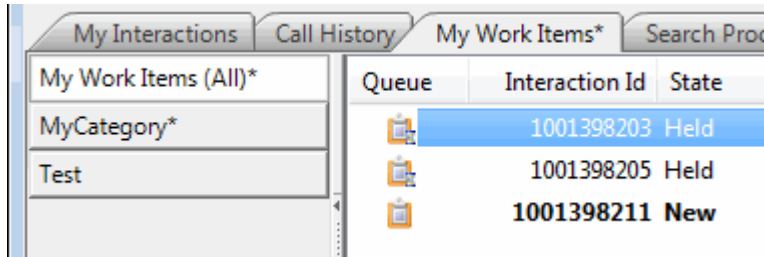 My Interactions Call History My Work Items* Search
My Work Items (All)*
MyCategory*
Test
Queue Interaction Id State
1001398203 Held
1001398205 Held
1001398211 New